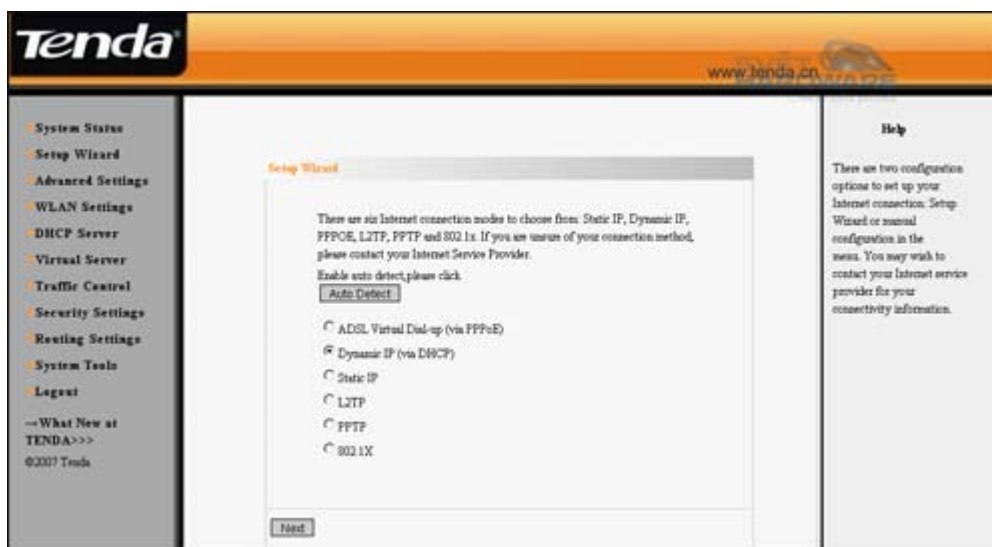 Tenda
www.tenda.cn
System Status
Setup Wizard
Advanced Settings
WLAN Settings
DHCP Server
Virtual Server
Traffic Control
Security Settings
Routing Settings
System Tools
Logout
→What New at
TENDA>>>
©2007 Tenda
Setup Wizard
There are six Internet connection modes to choose from: Static IP, Dynamic IP,
PPPOE, L2TP, PPTP and 802.1x. If you are unsure of your connection method,
please contact your Internet Service Provider.
Enable auto detect,please click
Auto Detect
ADSL Virtual Dial-up (via PPPoE)
Dynamic IP (via DHCP)
Static IP
L2TP
PPTP
802.1X
Next
Help
There are two configuration
options to set up your
Internet connection: Setup
Wizard or manual
configuration in the
menu. You may wish to
contact your Internet service
provider for your
connectivity information.